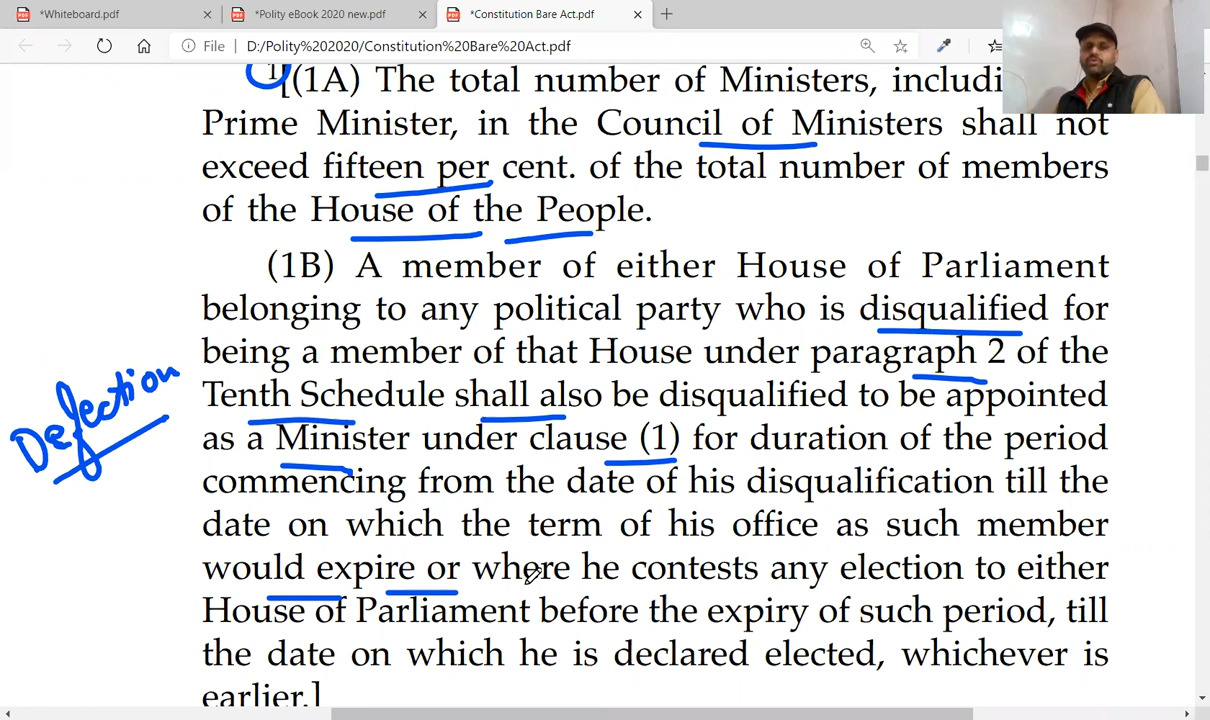 *Whiteboard.pdf
*Polity eBook 2020 new.pdf
*Constitution Bare Act.pdf
File
D:/Polity%202020/Constitution%20Bare%20Act.pdf
1[(1A) The total number of Ministers, includi
Prime Minister, in the Council of Ministers shall not
exceed fifteen per cent. of the total number of members
of the House of the People.
(1B) A member of either House of Parliament
belonging to any political party who is disqualified for
being a member of that House under paragraph 2 of the
Tenth Schedule shall also be disqualified to be appointed
as a Minister under clause (1) for duration of the period
commencing from the date of his disqualification till the
date on which the term of his office as such member
would expire or where he contests any election to either
House of Parliament before the expiry of such period, till
the date on which he is declared elected, whichever is
earlier.]
Defection